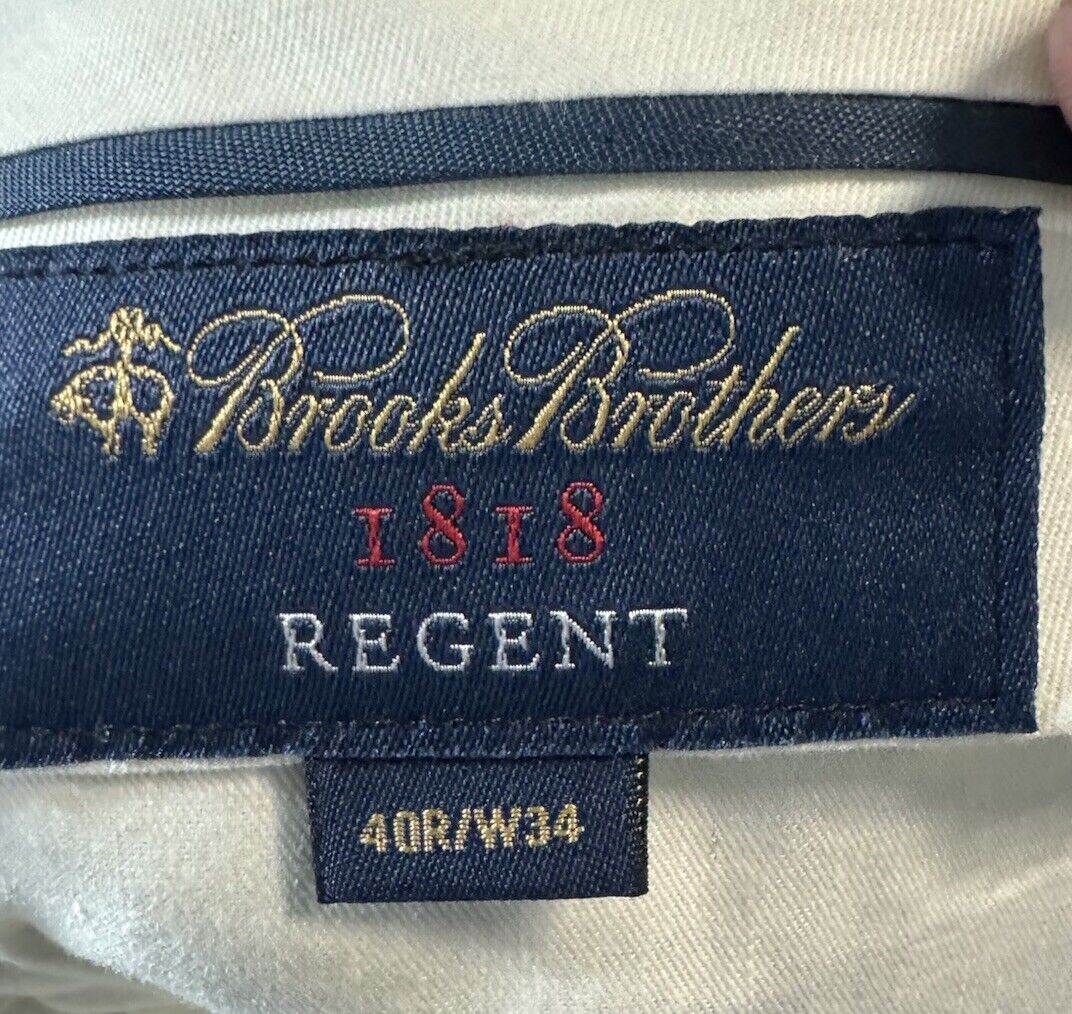 Brooks Brothers
1818
REGENT
40R/W34